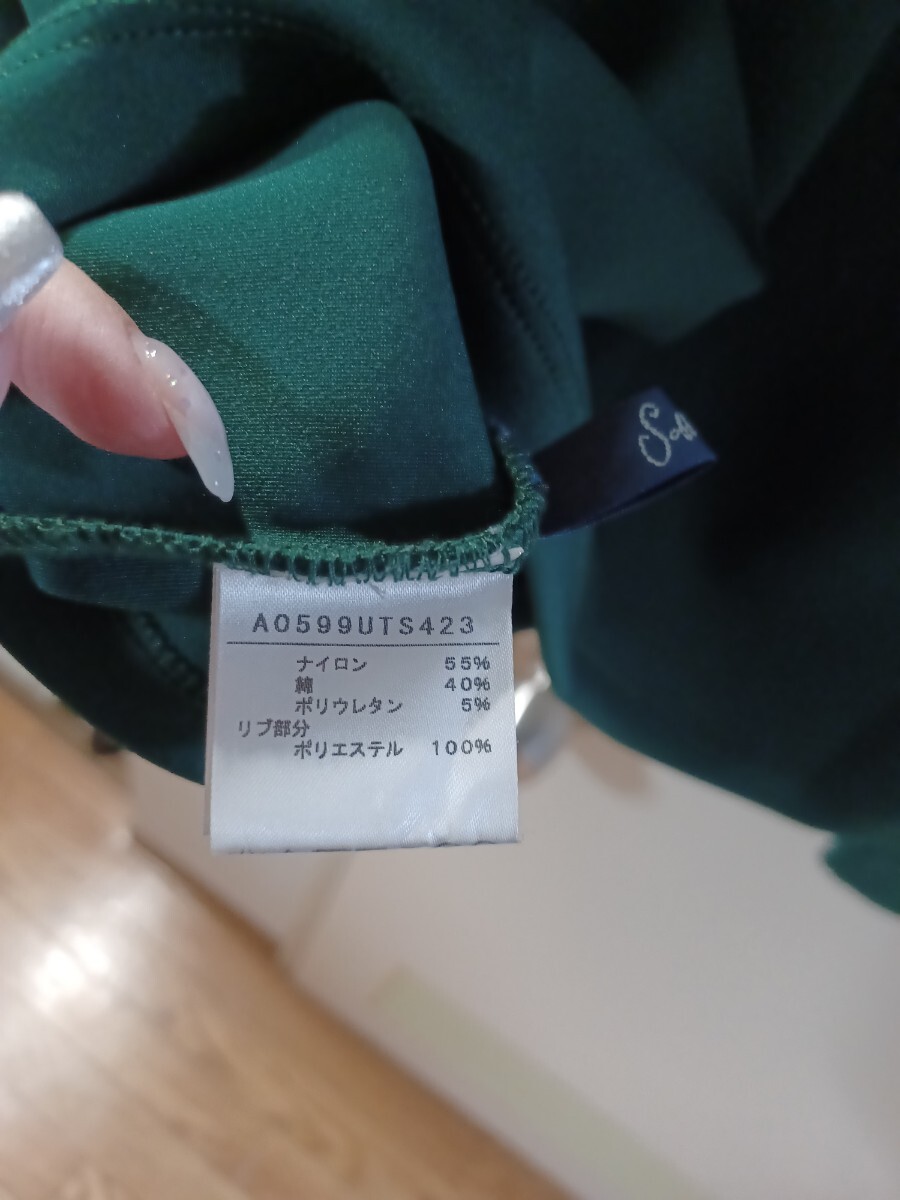 A0599UTS423
ナイロン 55%
綿 40%
ポリウレタン 5%
リブ部分
ポリエステル 100%